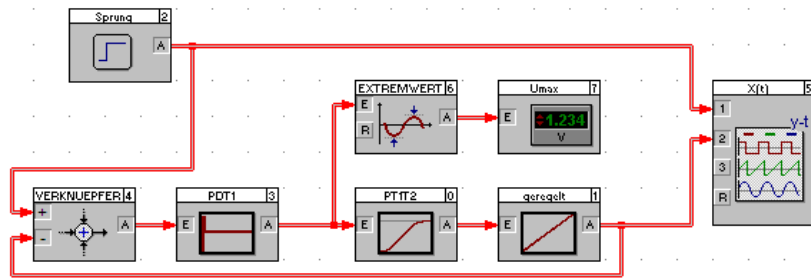 Sprung 2
A
EXTREMWERT 6
E
R
A
Umax 7
E
1.234
V
X(t) 5
1
2
3
R
y-t
VERKNUEPFER 4
+
-
A
PDT1 3
E
A
PT1T2 0
E
A
geregelt 1
E
A